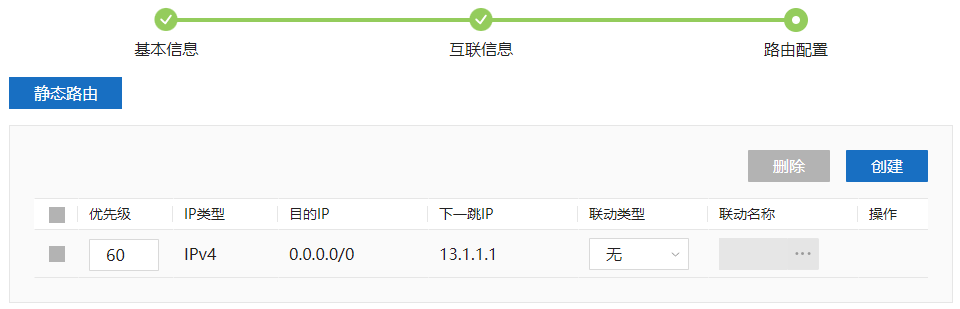 基本信息 互联信息 路由配置
静态路由
删除 创建
优先级 IP类型 目的IP 下一跳IP 联动类型 联动名称 操作
60 IPv4 0.0.0.0/0 13.1.1.1 无 ···